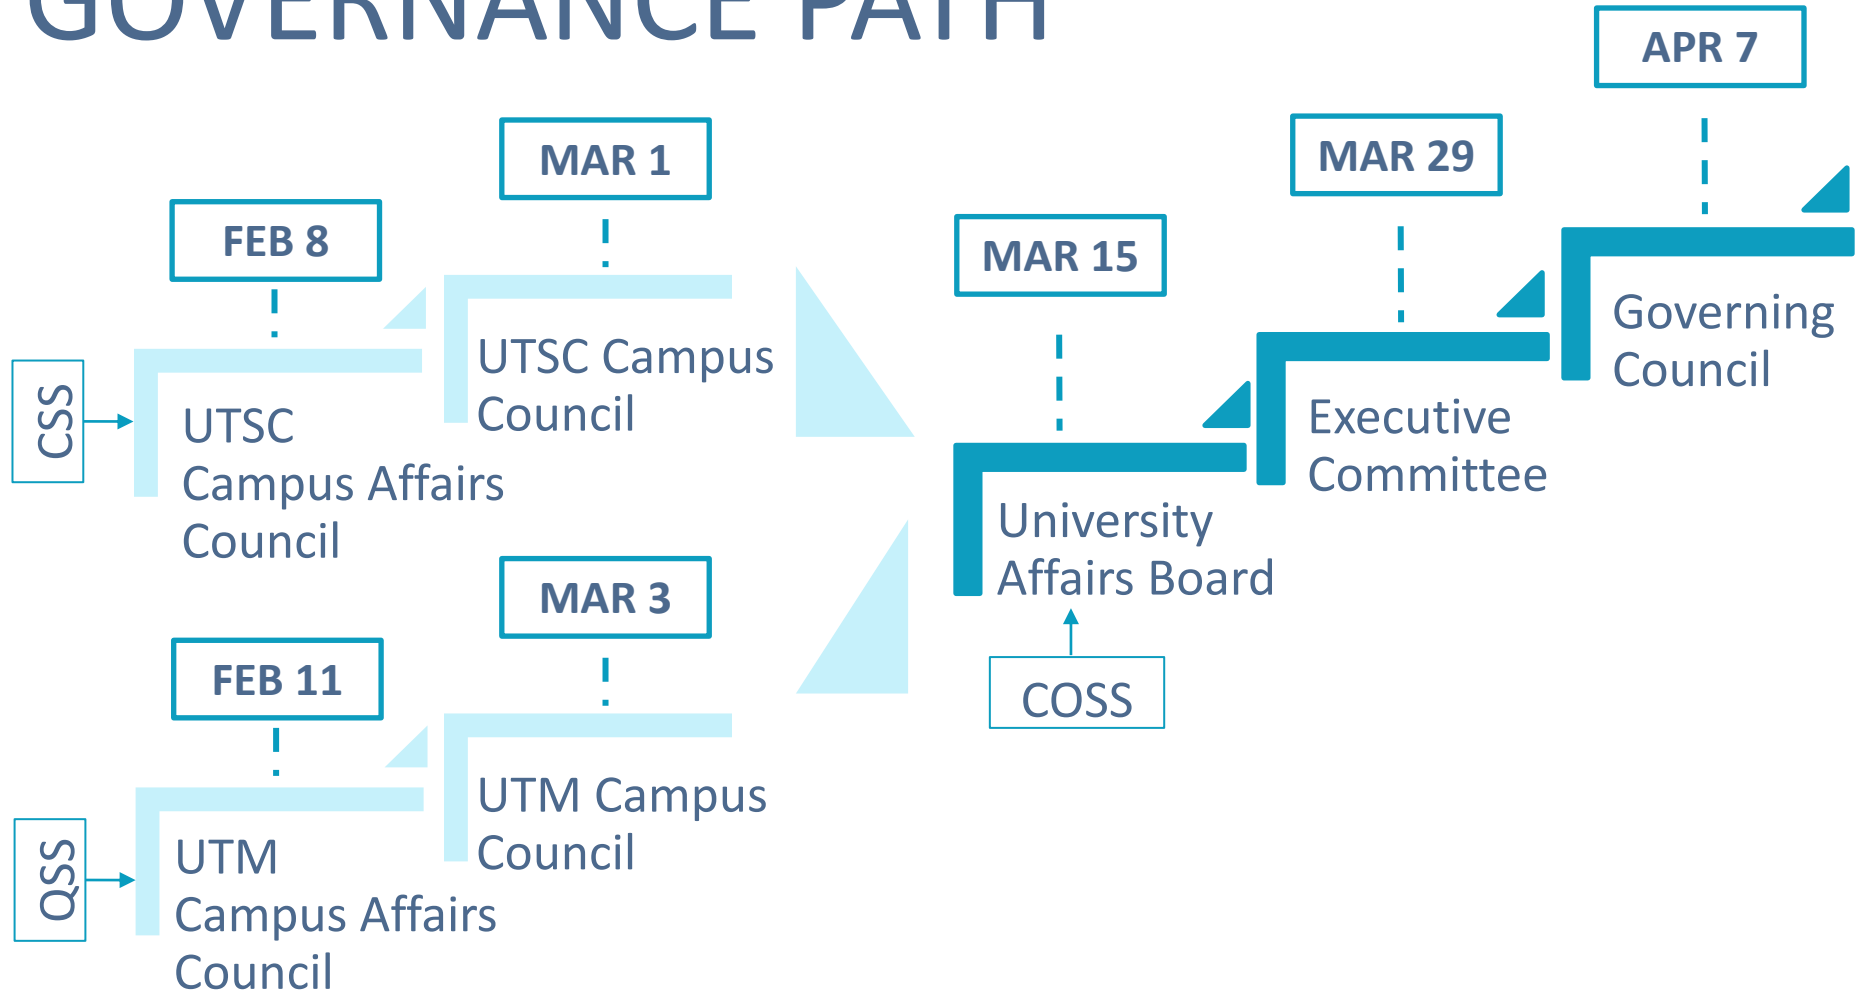 GOVERNANCE PATH
CSS
FEB 8
UTSC
Campus Affairs
Council
MAR 1
UTSC Campus
Council
QSS
FEB 11
UTM
Campus Affairs
Council
MAR 3
UTM Campus
Council
MAR 15
University
Affairs Board
COSS
MAR 29
Executive
Committee
APR 7
Governing
Council